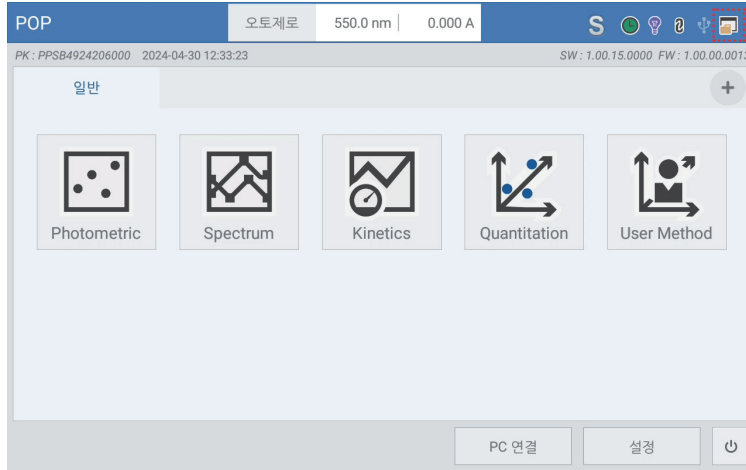 POP 오토제로 550.0 nm 0.000 A S
PK : PPSB4924206000 2024-04-30 12:33:23 SW : 1.00.15.0000 FW : 1.00.00.0013
일반 +
Photometric Spectrum Kinetics Quantitation User Method
PC 연결 설정